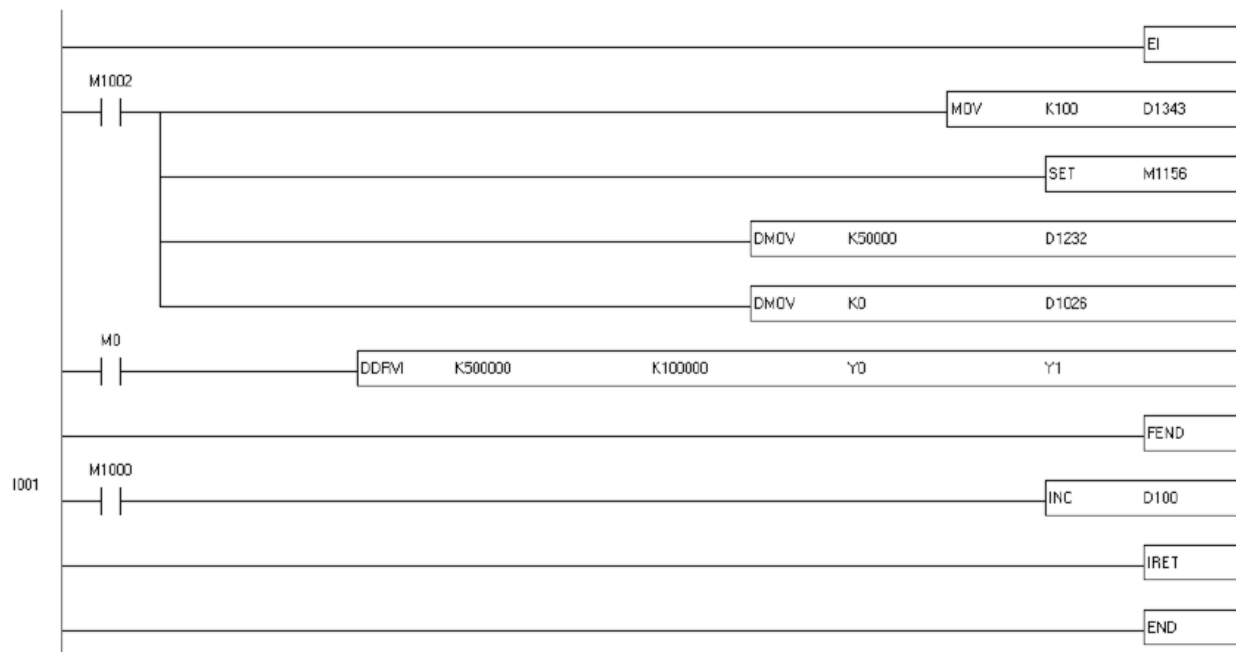 EI
M1002
MOV K100 D1343
SET M1156
DMOV K50000 D1232
DMOV K0 D1026
M0
DDRVI K500000 K100000 Y0 Y1
FEND
M1000
I001
INC D100
IRET
END